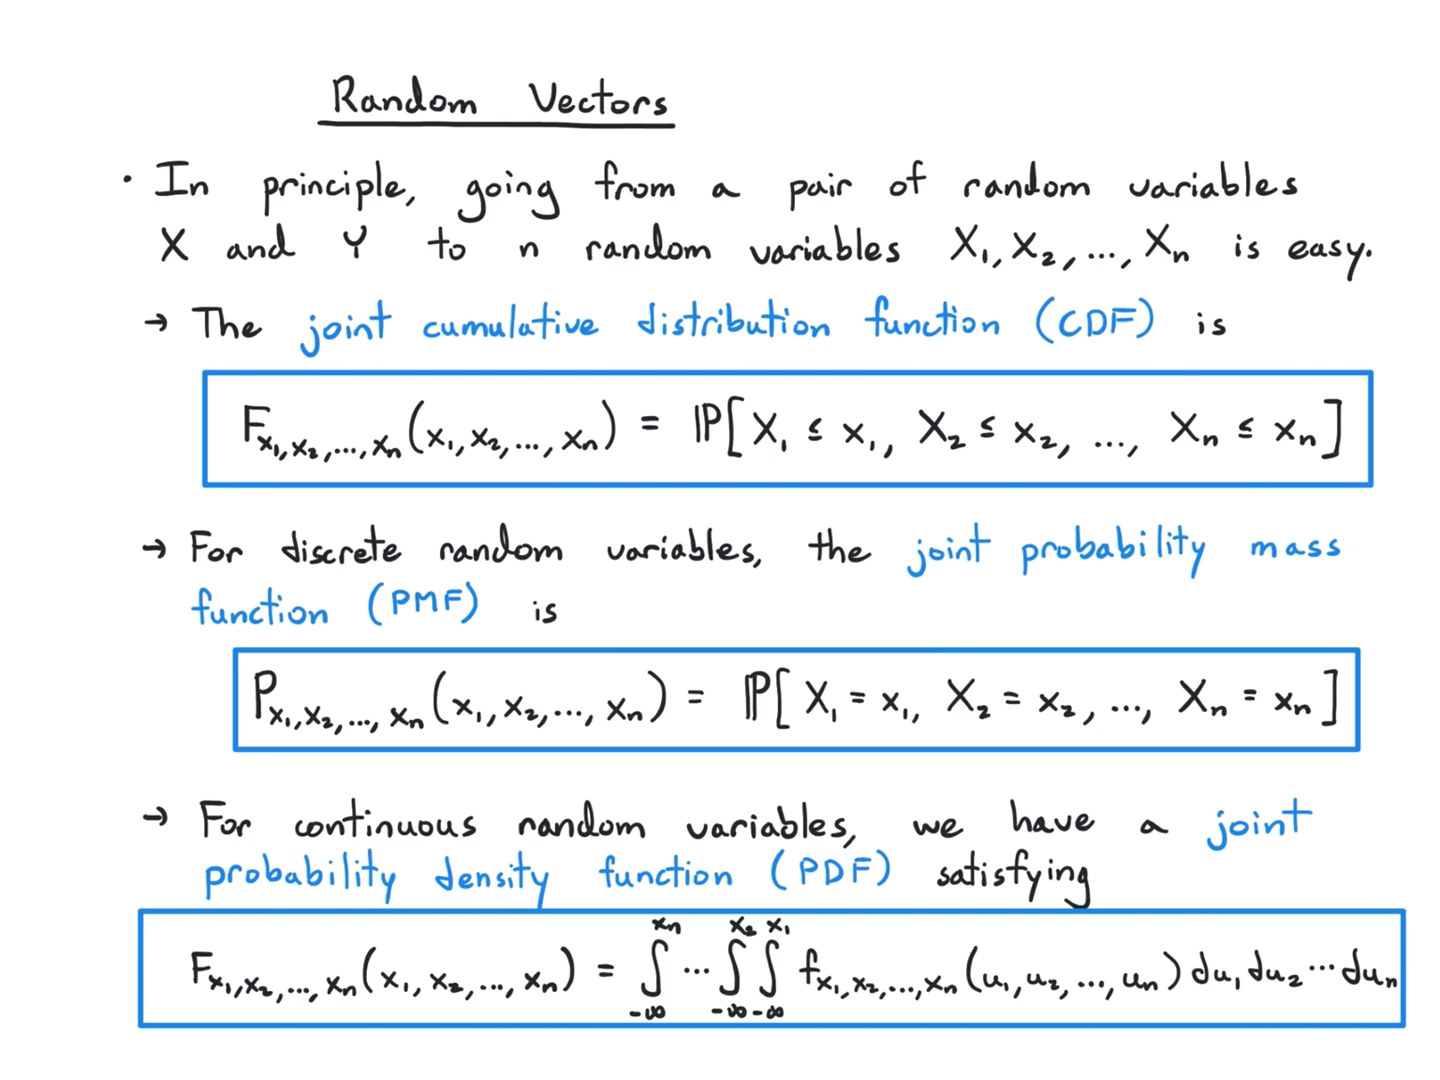 Random Vectors
• In principle, going from a pair of random variables
X and Y to n random variables X₁, X₂, ..., Xₙ is easy.
→ The joint cumulative distribution function (CDF) is
F_{X₁,X₂,...,Xₙ}(x₁, x₂, ..., xₙ) = ℙ[X₁ ≤ x₁, X₂ ≤ x₂, ..., Xₙ ≤ xₙ]
→ For discrete random variables, the joint probability mass
function (PMF) is
P_{X₁,X₂,...,Xₙ}(x₁, x₂, ..., xₙ) = ℙ[X₁ = x₁, X₂ = x₂, ..., Xₙ = xₙ]
→ For continuous random variables, we have a joint
probability density function (PDF) satisfying
F_{X₁,X₂,...,Xₙ}(x₁, x₂, ..., xₙ) = ∫_{-∞}^{xₙ} ··· ∫_{-∞}^{x₂} ∫_{-∞}^{x₁} f_{X₁,X₂,...,Xₙ}(u₁, u₂, ..., uₙ) du₁ du₂ ··· duₙ